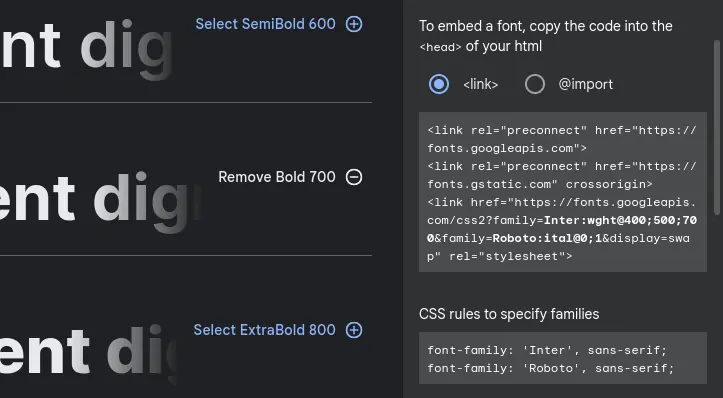 nt dig
Select SemiBold 600
ent dig
Remove Bold 700
ent dig
Select ExtraBold 800
To embed a font, copy the code into the
<head> of your html
<link>
@import
<link rel="preconnect" href="https://
fonts.googleapis.com">
<link rel="preconnect" href="https://
fonts.gstatic.com" crossorigin>
<link href="https://fonts.googleapis.
com/css2?family=Inter:wght@400;500;70
0&family=Roboto:ital@0;1&display=swa
p" rel="stylesheet">
CSS rules to specify families
font-family: 'Inter', sans-serif;
font-family: 'Roboto', sans-serif;